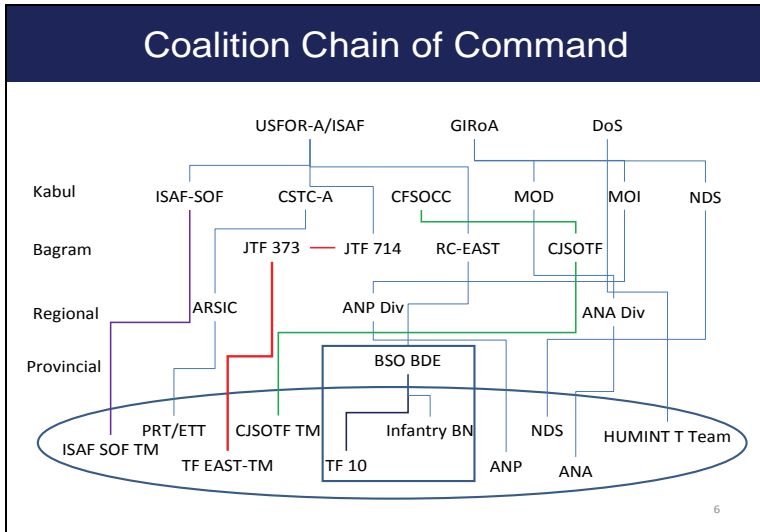 Coalition Chain of Command
USFOR-A/ISAF GIRoA DoS
Kabul ISAF-SOF CSTC-A CFSOCC MOD MOI NDS
Bagram JTF 373 JTF 714 RC-EAST CJSOTF
Regional ARSIC ANP Div ANA Div
Provincial BSO BDE
ISAF SOF TM PRT/ETT CJSOTF TM Infantry BN NDS HUMINT T Team
TF EAST-TM TF 10 ANP ANA
6